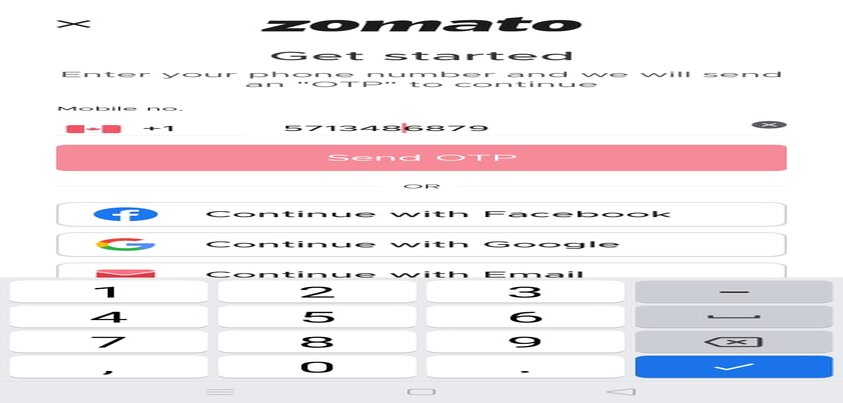 zomato
Get started
Enter your phone number and we will send
an "OTP" to continue
Mobile no.
+1 5713486879
Send OTP
OR
Continue with Facebook
Continue with Google
Continue with Email
1 2 3 –
4 5 6
7 8 9
, 0 .